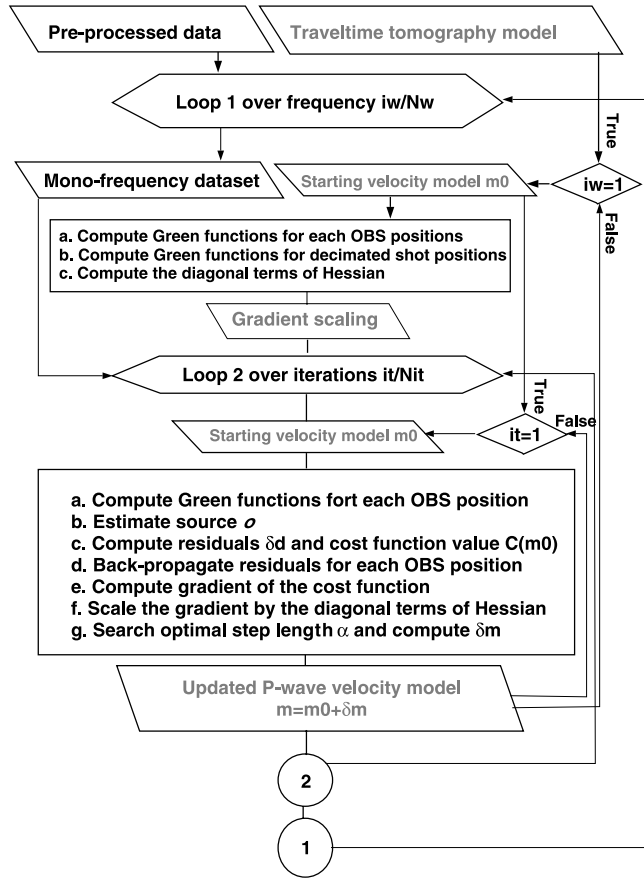 Pre-processed data
Traveltime tomography model
Loop 1 over frequency iw/Nw
True
Mono-frequency dataset
Starting velocity model m0
iw=1
False
a. Compute Green functions for each OBS positions
b. Compute Green functions for decimated shot positions
c. Compute the diagonal terms of Hessian
Gradient scaling
Loop 2 over iterations it/Nit
True
False
Starting velocity model m0
it=1
a. Compute Green functions fort each OBS position
b. Estimate source σ
c. Compute residuals δd and cost function value C(m0)
d. Back-propagate residuals for each OBS position
e. Compute gradient of the cost function
f. Scale the gradient by the diagonal terms of Hessian
g. Search optimal step length α and compute δm
Updated P-wave velocity model
m=m0+δm
2
1